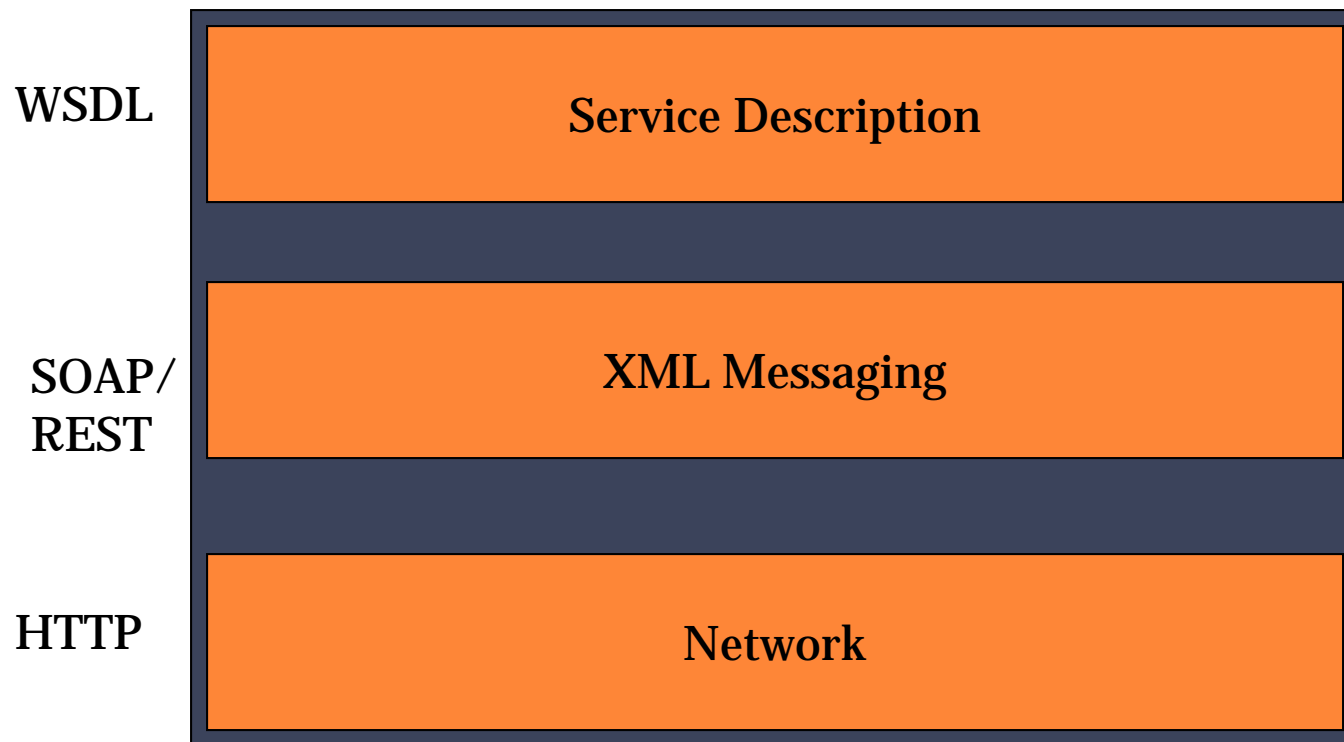 WSDL
Service Description
SOAP/
REST
XML Messaging
HTTP
Network